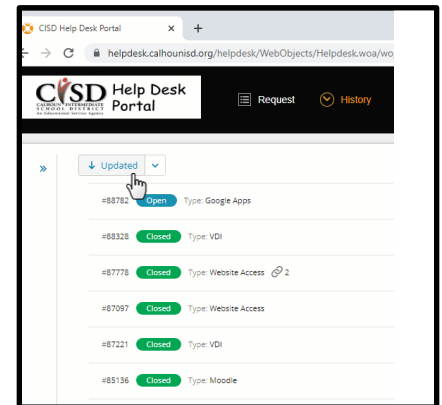 CISD Help Desk Portal
helpdesk.calhounisd.org/helpdesk/WebObjects/Helpdesk.woa/wo
CISD Help Desk
CALHOUN INTERMEDIATE Portal
SCHOOL DISTRICT
An Educational Service Agency
Request
History
Updated
#88782 Open Type: Google Apps
#88328 Closed Type: VDI
#87778 Closed Type: Website Access 2
#87097 Closed Type: Website Access
#87221 Closed Type: VDI
#85136 Closed Type: Moodle